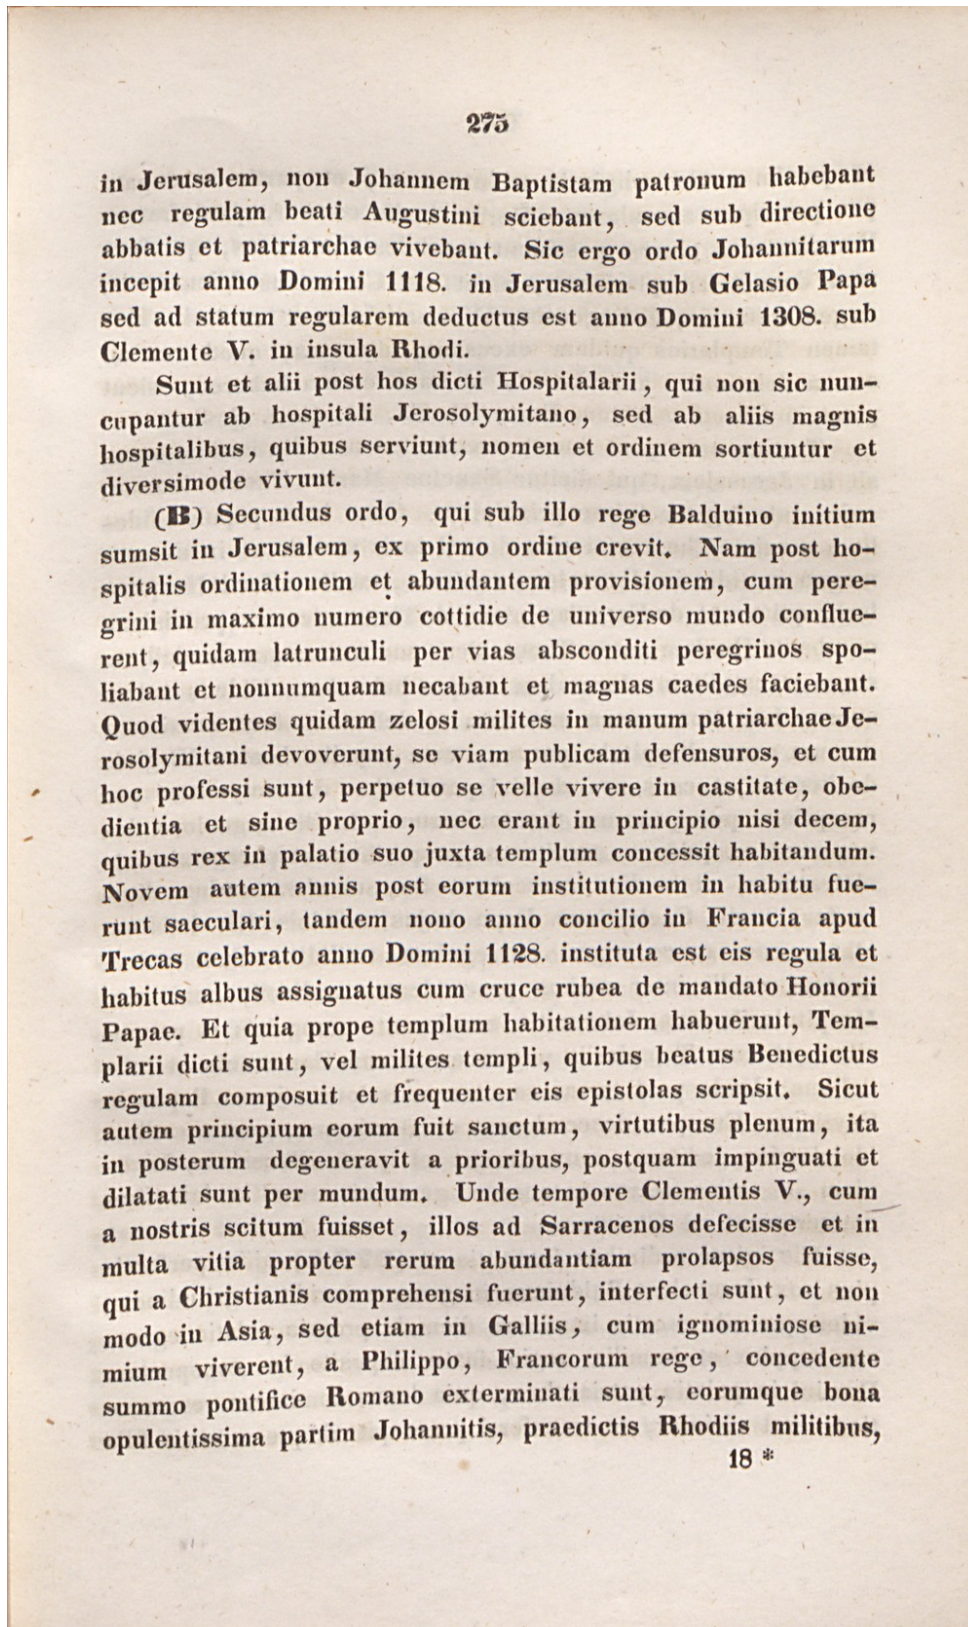 275
in Jerusalem, non Johannem Baptistam patronum habebant
nec regulam beati Augustini sciebant, sed sub directione
abbatis et patriarchae vivebant. Sic ergo ordo Johannitarum
incepit anno Domini 1118. in Jerusalem sub Gelasio Papa
sed ad statum regularem deductus est anno Domini 1308. sub
Clemente V. in insula Rhodi.
Sunt et alii post hos dicti Hospitalarii, qui non sic nun-
cupantur ab hospitali Jerosolymitano, sed ab aliis magnis
hospitalibus, quibus serviunt, nomen et ordinem sortiuntur et
diversimode vivunt.
(B) Secundus ordo, qui sub illo rege Balduino initium
sumsit in Jerusalem, ex primo ordine crevit. Nam post ho-
spitalis ordinationem et abundantem provisionem, cum pere-
grini in maximo numero cottidie de universo mundo conflue-
rent, quidam latrunculi per vias absconditi peregrinos spo-
liabant et nonnumquam necabant et magnas caedes faciebant.
Quod videntes quidam zelosi milites in manum patriarchae Je-
rosolymitani devoverunt, se viam publicam defensuros, et cum
hoc professi sunt, perpetuo se velle vivere in castitate, obe-
dientia et sine proprio, nec erant in principio nisi decem,
quibus rex in palatio suo juxta templum concessit habitandum.
Novem autem annis post eorum institutionem in habitu fue-
runt saeculari, tandem nono anno concilio in Francia apud
Trecas celebrato anno Domini 1128. instituta est eis regula et
habitus albus assignatus cum cruce rubea de mandato Honorii
Papae. Et quia prope templum habitationem habuerunt, Tem-
plarii dicti sunt, vel milites templi, quibus beatus Benedictus
regulam composuit et frequenter eis epistolas scripsit. Sicut
autem principium eorum fuit sanctum, virtutibus plenum, ita
in posterum degeneravit a prioribus, postquam impinguati et
dilatati sunt per mundum. Unde tempore Clementis V., cum
a nostris scitum fuisset, illos ad Sarracenos defecisse et in
multa vitia propter rerum abundantiam prolapsos fuisse,
qui a Christianis comprehensi fuerunt, interfecti sunt, et non
modo in Asia, sed etiam in Galliis, cum ignominiose ni-
mium viverent, a Philippo, Francorum rege, concedente
summo pontifice Romano exterminati sunt, eorumque bona
opulentissima partim Johannitis, praedictis Rhodiis militibus,
18 *